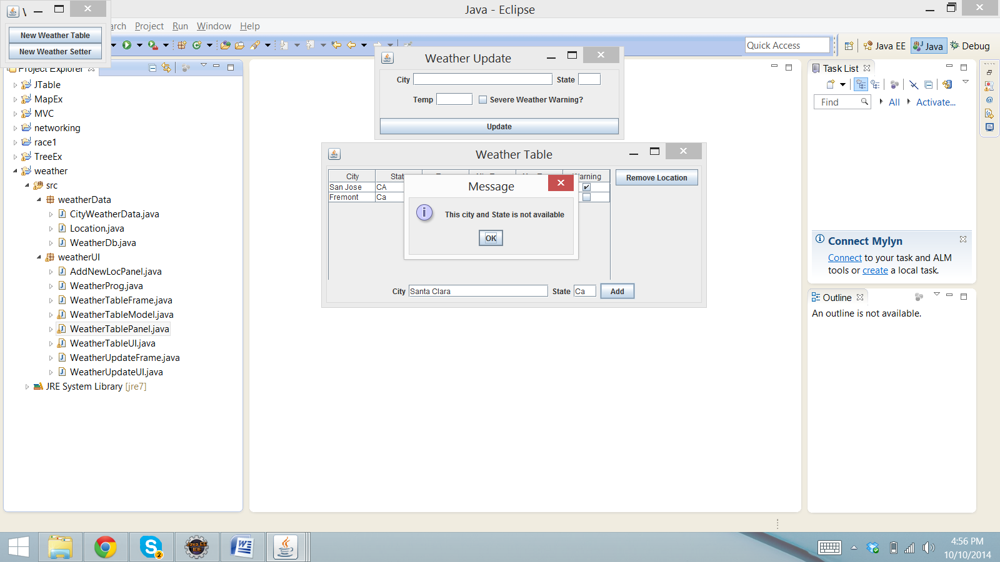 \
Java - Eclipse
New Weather Table
New Weather Setter
arch Project Run Window Help
Quick Access
Java EE
Java
Debug
Project Explorer
JTable
MapEx
MVC
networking
race1
TreeEx
weather
src
weatherData
CityWeatherData.java
Location.java
WeatherDb.java
weatherUI
AddNewLocPanel.java
WeatherProg.java
WeatherTableFrame.java
WeatherTableModel.java
WeatherTablePanel.java
WeatherTableUI.java
WeatherUpdateFrame.java
WeatherUpdateUI.java
JRE System Library [jre7]
Weather Update
City
State
Temp
Severe Weather Warning?
Update
Weather Table
City Stat arning
San Jose CA
Fremont Ca
Remove Location
Message
This city and State is not available
OK
City Santa Clara State Ca Add
Task List
Find
All
Activate...
Connect Mylyn
Connect to your task and ALM
tools or create a local task.
Outline
An outline is not available.
2
Java EE
IDE
4:56 PM
10/10/2014